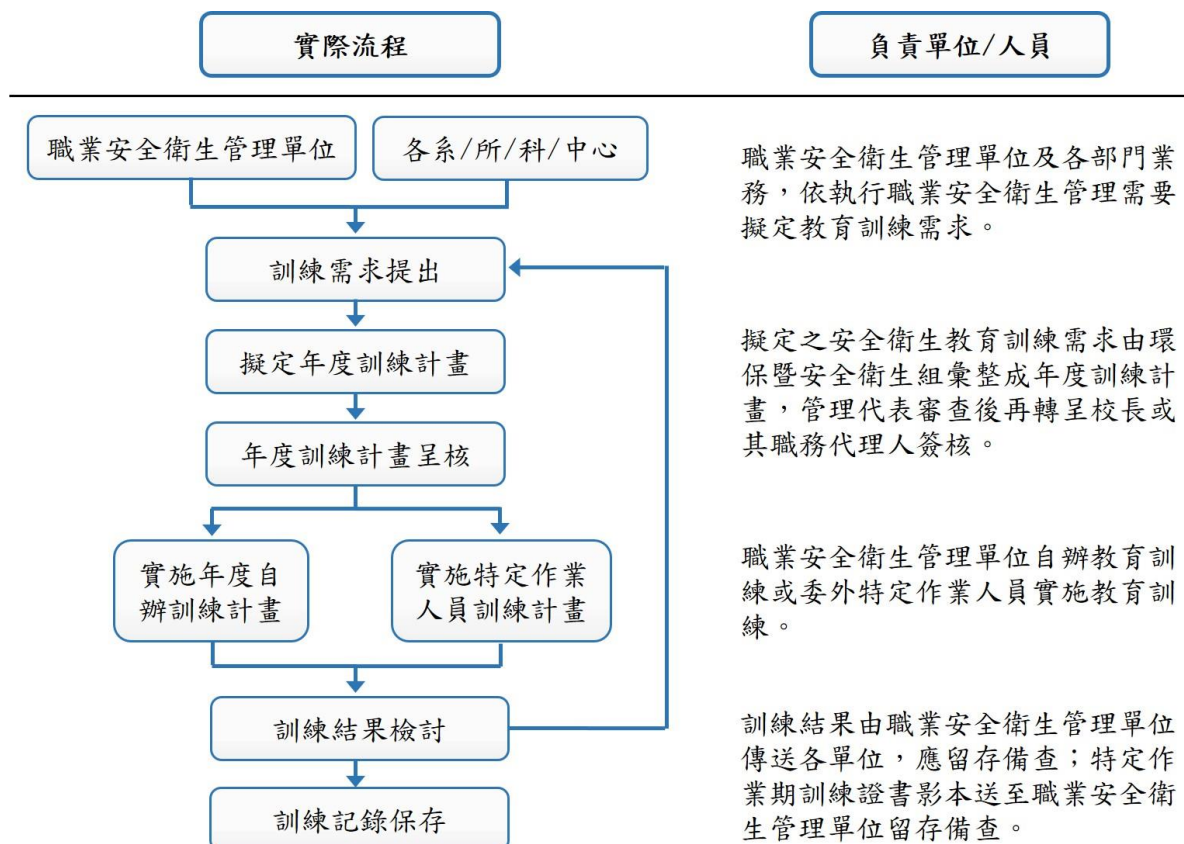 實際流程
負責單位/人員
職業安全衛生管理單位
各系/所/科/中心
職業安全衛生管理單位及各部門業
務，依執行職業安全衛生管理需要
擬定教育訓練需求。
訓練需求提出
擬定年度訓練計畫
年度訓練計畫呈核
擬定之安全衛生教育訓練需求由環
保暨安全衛生組彙整成年度訓練計
畫，管理代表審查後再轉呈校長或
其職務代理人簽核。
實施年度自
辦訓練計畫
實施特定作業
人員訓練計畫
職業安全衛生管理單位自辦教育訓
練或委外特定作業人員實施教育訓
練。
訓練結果檢討
訓練記錄保存
訓練結果由職業安全衛生管理單位
傳送各單位，應留存備查；特定作
業期訓練證書影本送至職業安全衛
生管理單位留存備查。